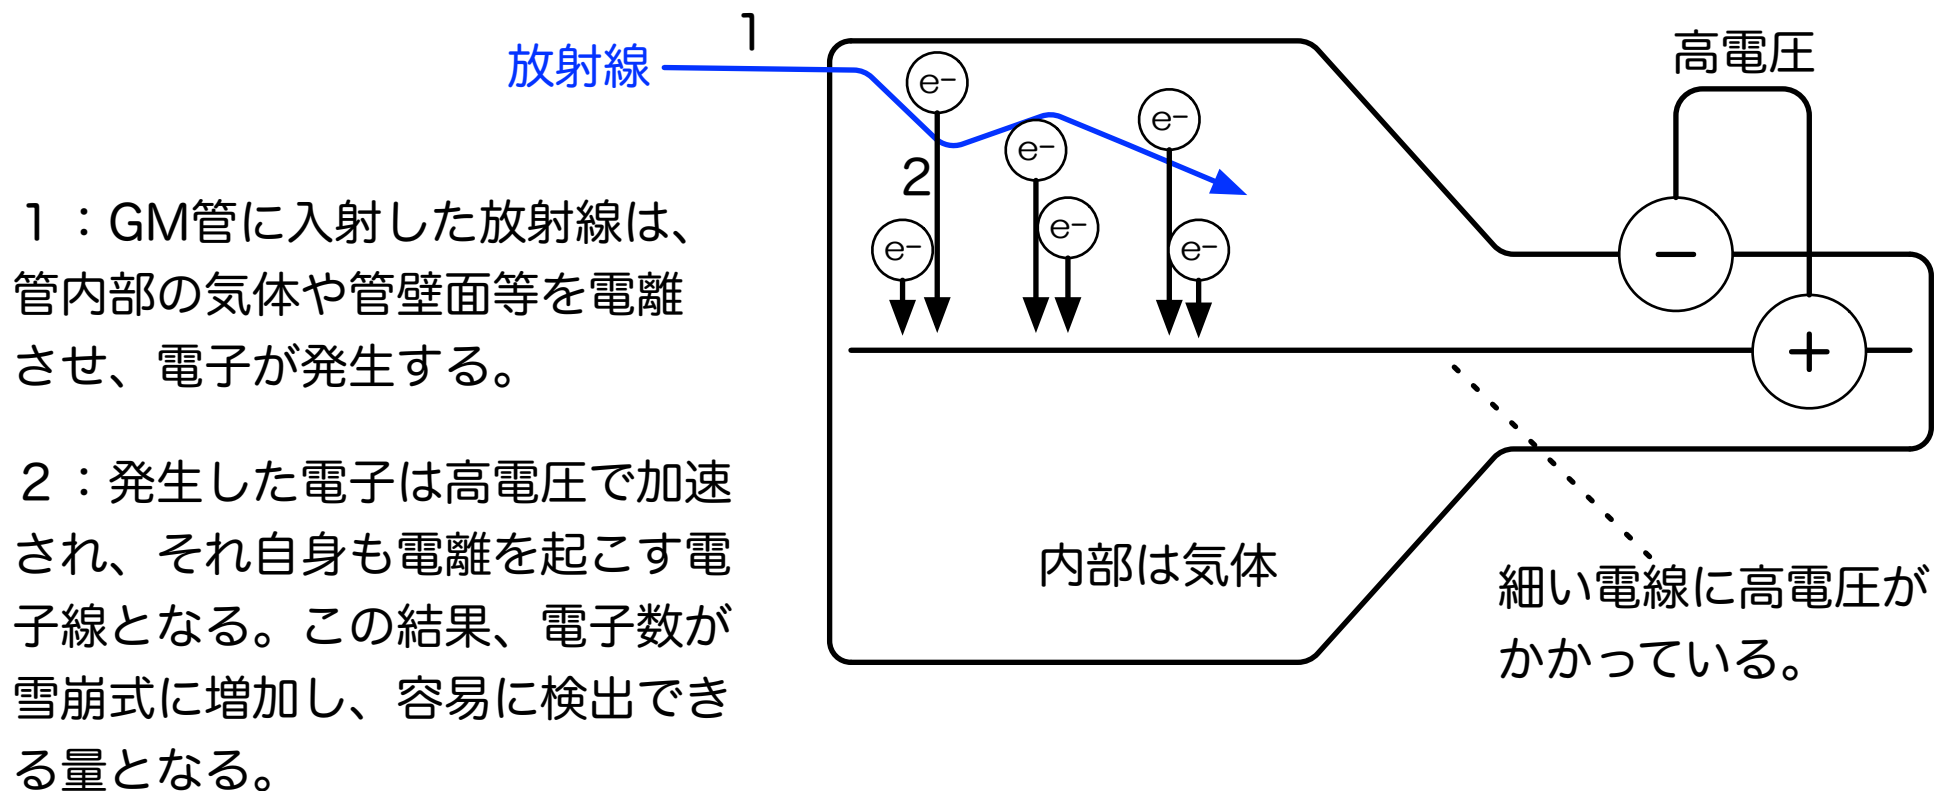 放射線
1
高電圧
e−
e−
e−
e−
e−
e−
2
−
+
１：GM管に入射した放射線は、
管内部の気体や管壁面等を電離
させ、電子が発生する。
２：発生した電子は高電圧で加速
され、それ自身も電離を起こす電
子線となる。この結果、電子数が
雪崩式に増加し、容易に検出でき
る量となる。
内部は気体
細い電線に高電圧が
かかっている。